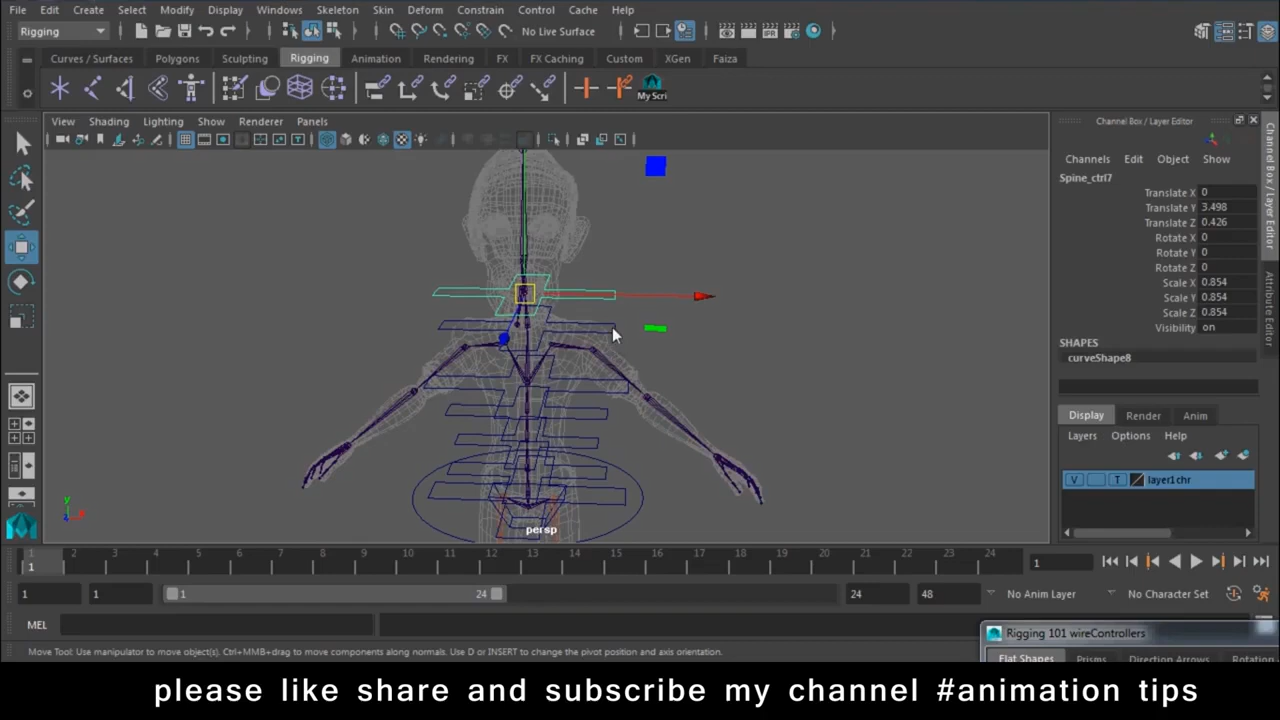 File Edit Create Select Modify Display Windows Skeleton Skin Deform Constrain Control Cache Help
Rigging No Live Surface
Curves / Surfaces Polygons Sculpting Rigging Animation Rendering FX FX Caching Custom XGen Faiza
My Scri
View Shading Lighting Show Renderer Panels
Channel Box / Layer Editor
Channels Edit Object Show
Spine_ctrl7
Translate X 0
Translate Y 3.498
Translate Z 0.426
Rotate X 0
Rotate Y 0
Rotate Z 0
Scale X 0.854
Scale Y 0.854
Scale Z 0.854
Visibility on
SHAPES
curveShape8
Display Render Anim
Layers Options Help
V T layer1chr
Channel Box / Layer Editor
Attribute Editor
y
persp
1 2 3 4 5 6 7 8 9 10 11 12 13 14 15 16 17 18 19 20 21 22 23 24
1 1
1 1 1 24 24 48 No Anim Layer No Character Set
MEL
Rigging 101 wireControllers
Flat Shapes Prisms Direction Arrows Rotation
Move Tool: Use manipulator to move object(s). Ctrl+MMB+drag to move components along normals. Use D or INSERT to change the pivot position and axis orientation.
please like share and subscribe my channel #animation tips